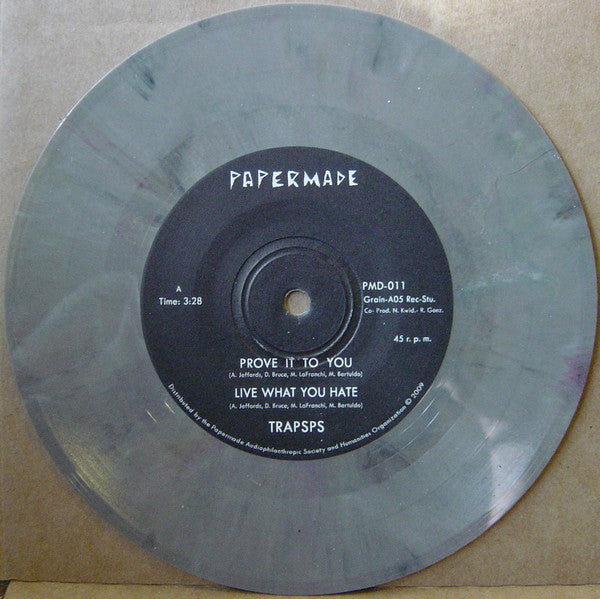 PAPERMADE
A
Time: 3:28
PMD-011
Grain-A05 Rec-Stu.
Co- Prod. N. Kwid.- R. Gonz.
45 r. p. m.
PROVE IT TO YOU
(A. Jeffords, D. Bruce, M. LaFranchi, M. Bertuldo)
LIVE WHAT YOU HATE
(A. Jeffords, D. Bruce, M. LaFranchi, M. Bertuldo)
TRAPSPS
Distributed by the Papermade Audiophilanthropic Society and Humanities Organization © 2009